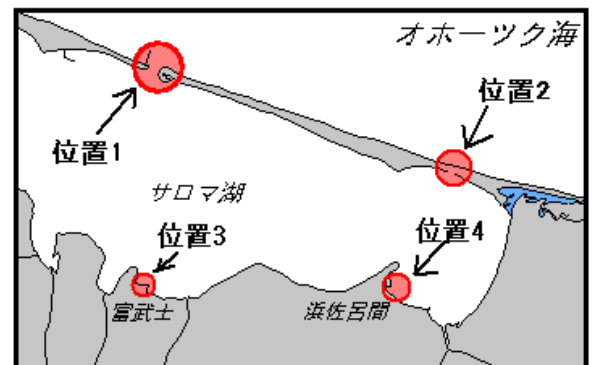 オホーツク海
位置2
位置1
サロマ湖
位置3
位置4
富武士
浜佐呂間